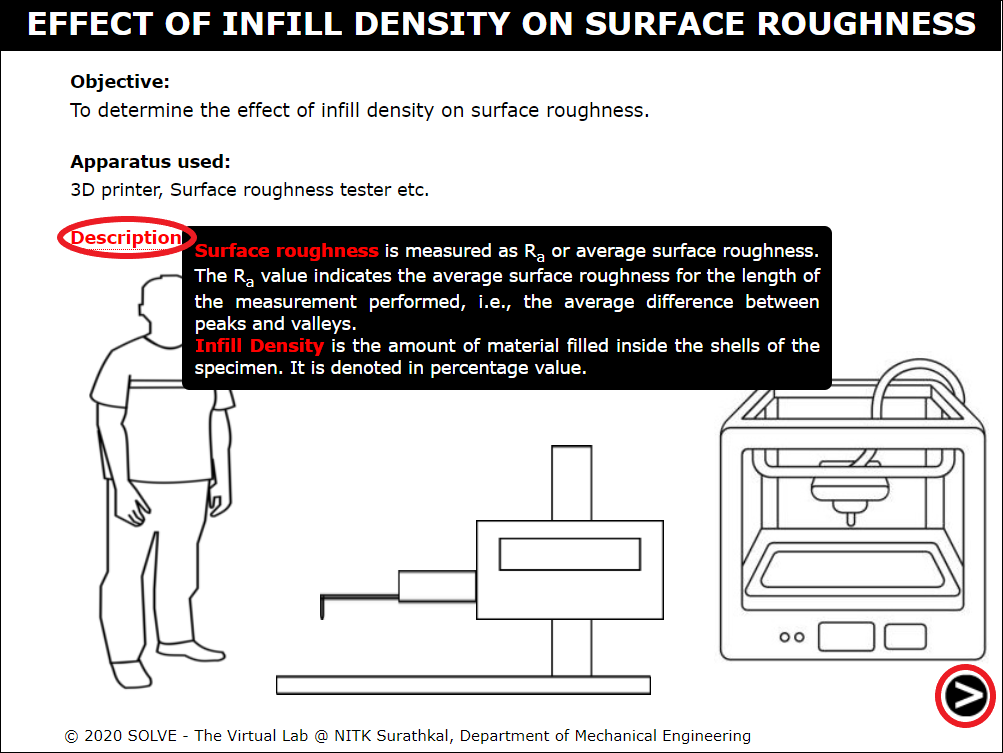 EFFECT OF INFILL DENSITY ON SURFACE ROUGHNESS
Objective:
To determine the effect of infill density on surface roughness.
Apparatus used:
3D printer, Surface roughness tester etc.
Description
Surface roughness is measured as Ra or average surface roughness.
The Ra value indicates the average surface roughness for the length of
the measurement performed, i.e., the average difference between
peaks and valleys.
Infill Density is the amount of material filled inside the shells of the
specimen. It is denoted in percentage value.
© 2020 SOLVE - The Virtual Lab @ NITK Surathkal, Department of Mechanical Engineering